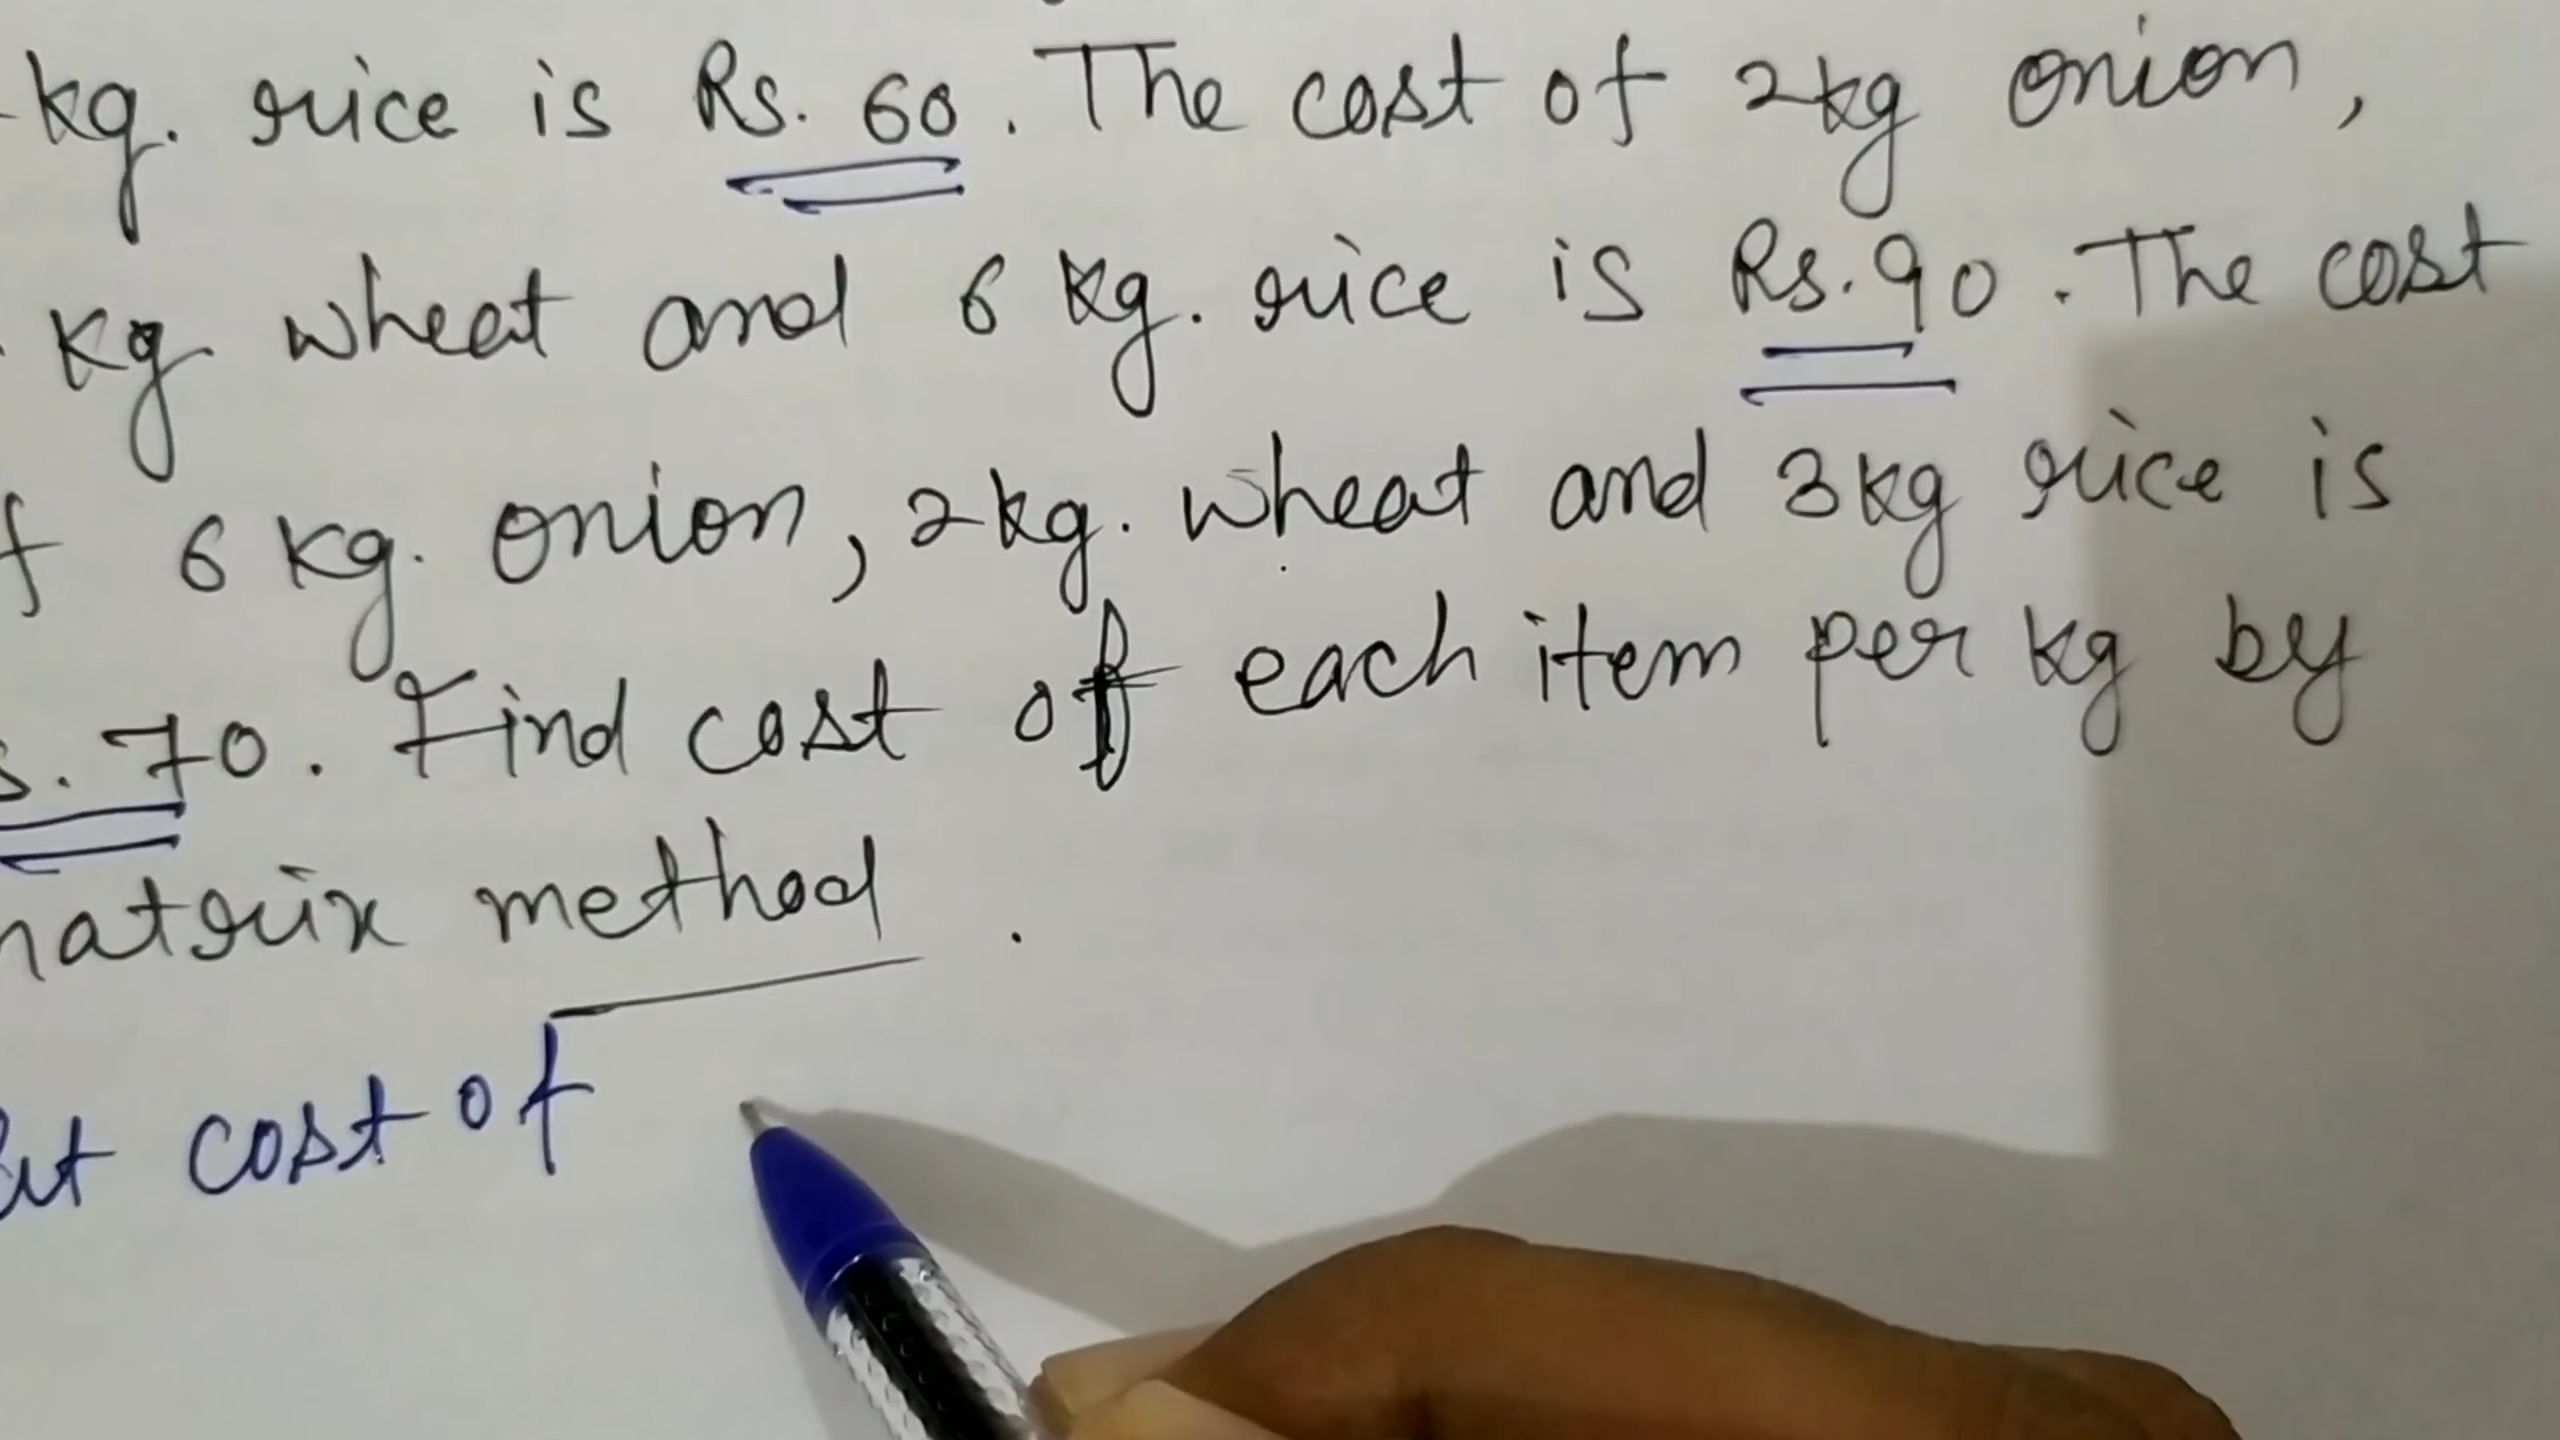 kg. rice is Rs. 60. The cost of 2kg onion,
kg. wheat and 6 kg. rice is Rs.90. The cost
f 6 kg. onion, 2kg. wheat and 3kg rice is
s. 70. Find cost of each item per kg by
natrix method.
ut cost of